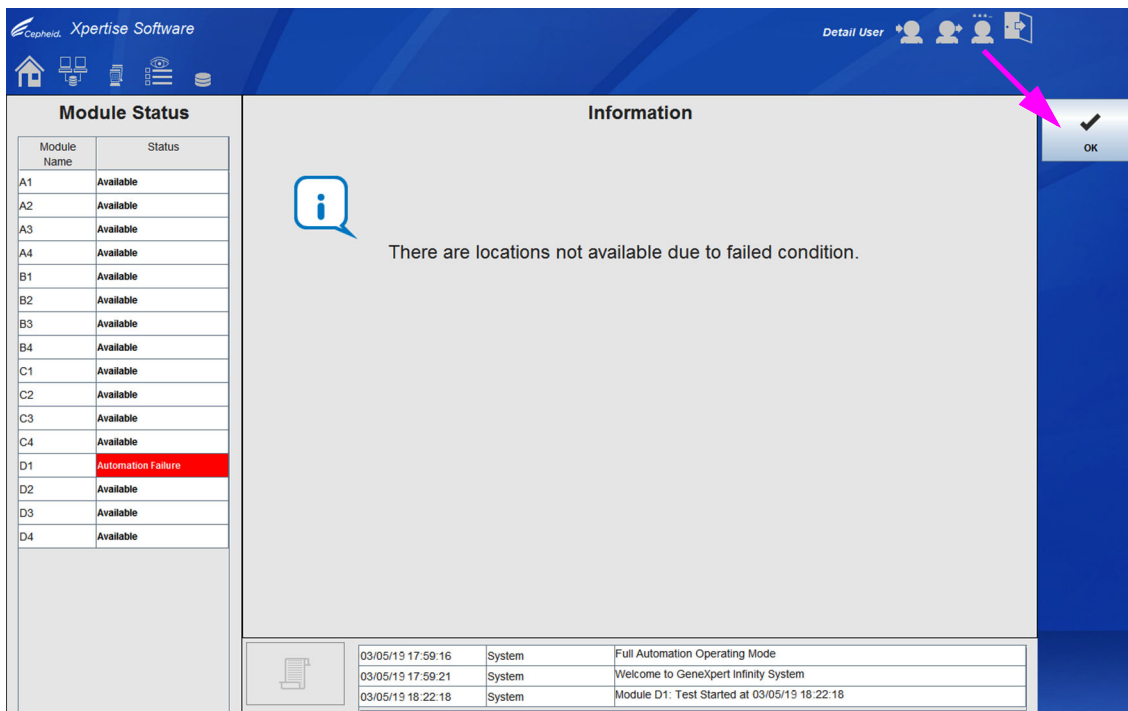 Cepheid. Xpertise Software
Detail User
Module Status
Information
Module Name Status
A1 Available
A2 Available
A3 Available
A4 Available
B1 Available
B2 Available
B3 Available
B4 Available
C1 Available
C2 Available
C3 Available
C4 Available
D1 Automation Failure
D2 Available
D3 Available
D4 Available
There are locations not available due to failed condition.
OK
03/05/19 17:59:16 System Full Automation Operating Mode
03/05/19 17:59:21 System Welcome to GeneXpert Infinity System
03/05/19 18:22:18 System Module D1: Test Started at 03/05/19 18:22:18